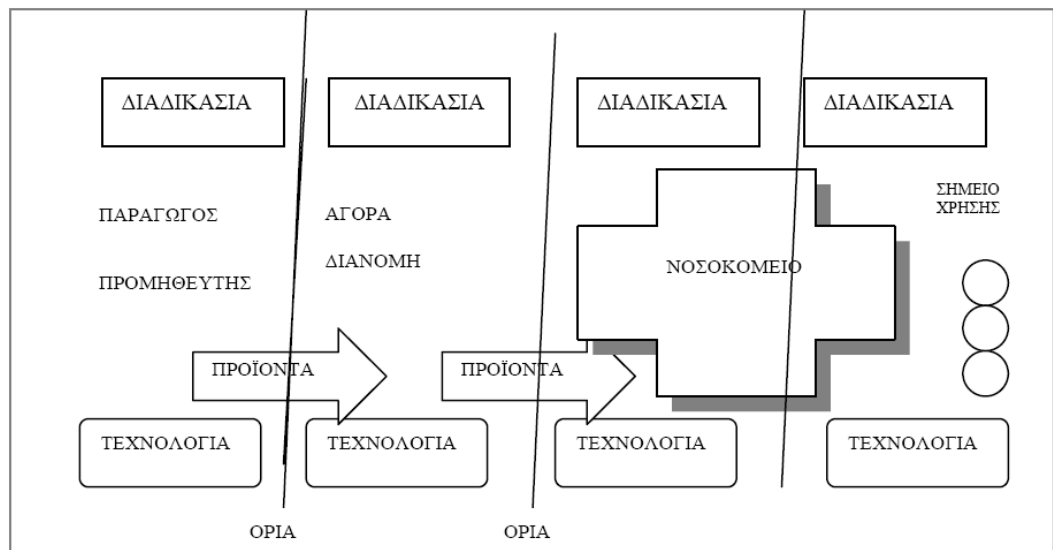 ΔΙΑΔΙΚΑΣΙΑ
ΔΙΑΔΙΚΑΣΙΑ
ΔΙΑΔΙΚΑΣΙΑ
ΔΙΑΔΙΚΑΣΙΑ
ΠΑΡΑΓΩΓΟΣ
ΠΡΟΜΗΘΕΥΤΗΣ
ΑΓΟΡΑ
ΔΙΑΝΟΜΗ
ΝΟΣΟΚΟΜΕΙΟ
ΣΗΜΕΙΟ
ΧΡΗΣΗΣ
ΠΡΟΪΟΝΤΑ
ΠΡΟΪΟΝΤΑ
ΤΕΧΝΟΛΟΓΙΑ
ΤΕΧΝΟΛΟΓΙΑ
ΤΕΧΝΟΛΟΓΙΑ
ΤΕΧΝΟΛΟΓΙΑ
ΟΡΙΑ
ΟΡΙΑ